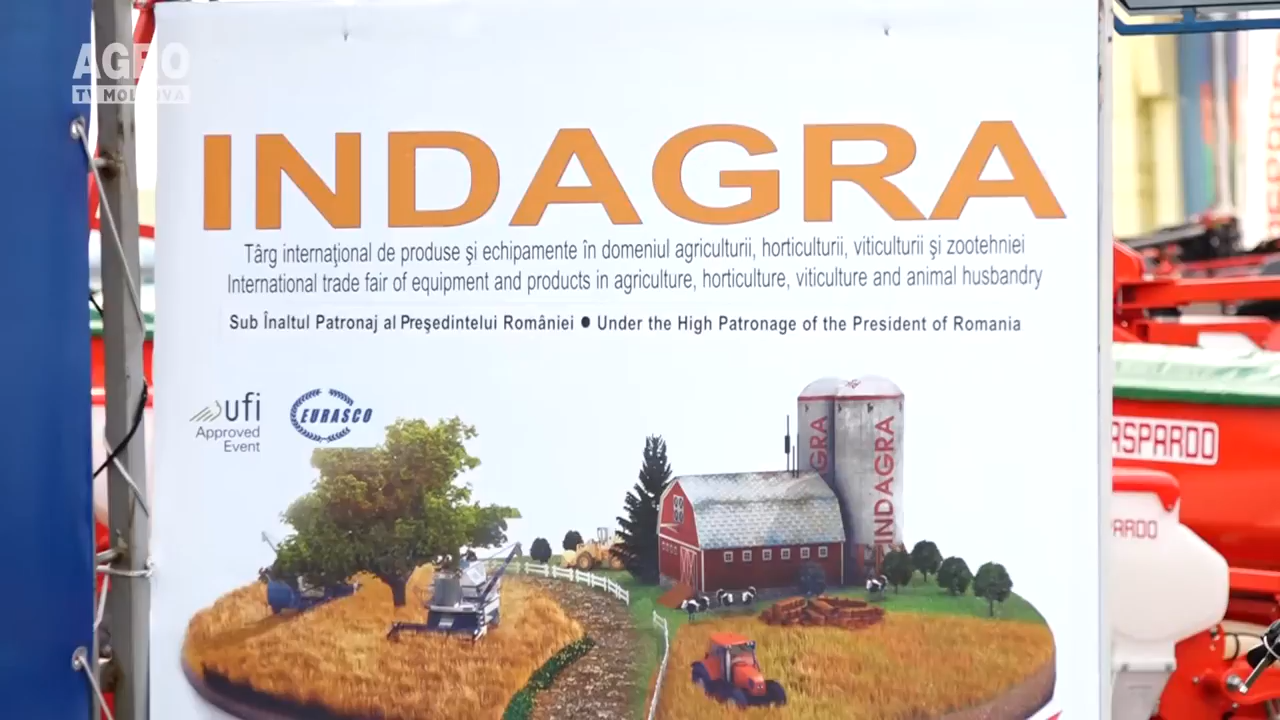 AGRO
TV MOLDOVA
INDAGRA
Târg internaţional de produse şi echipamente în domeniul agriculturii, horticulturii, viticulturii şi zootehniei
International trade fair of equipment and products in agriculture, horticulture, viticulture and animal husbandry
Sub Înaltul Patronaj al Preşedintelui României ● Under the High Patronage of the President of Romania
ufi
Approved
Event
EURASCO
GRA
INDAGRA
ASPARDO
PARDO